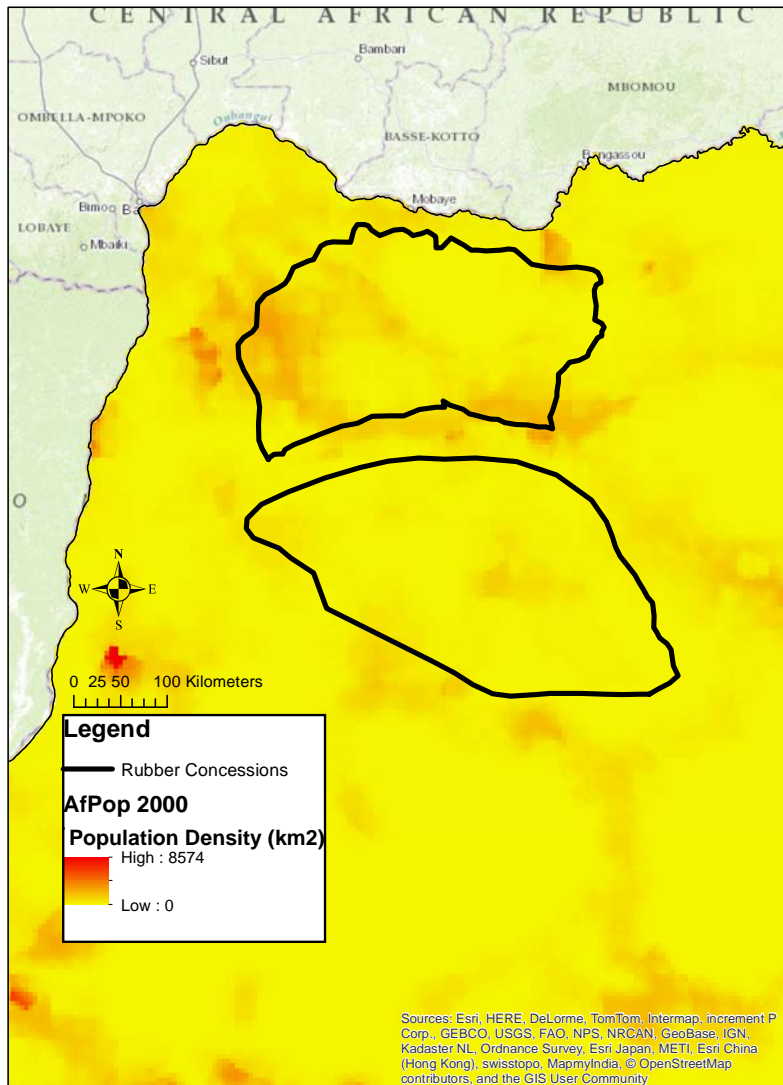 CENTRAL AFRICAN REPUBLIC
Bambari
Sibut
MBOMOU
OMBELLA-MPOKO
Oubangui
BASSE-KOTTO
Bangassou
Mobaye
Bimbo
Ba
LOBAYE
Mbaiki
O
N
W
E
S
0 25 50 100 Kilometers
Legend
Rubber Concessions
AfPop 2000
Population Density (km2)
High : 8574
Low : 0
Sources: Esri, HERE, DeLorme, TomTom, Intermap, increment P
Corp., GEBCO, USGS, FAO, NPS, NRCAN, GeoBase, IGN,
Kadaster NL, Ordnance Survey, Esri Japan, METI, Esri China
(Hong Kong), swisstopo, MapmyIndia, © OpenStreetMap
contributors, and the GIS User Community